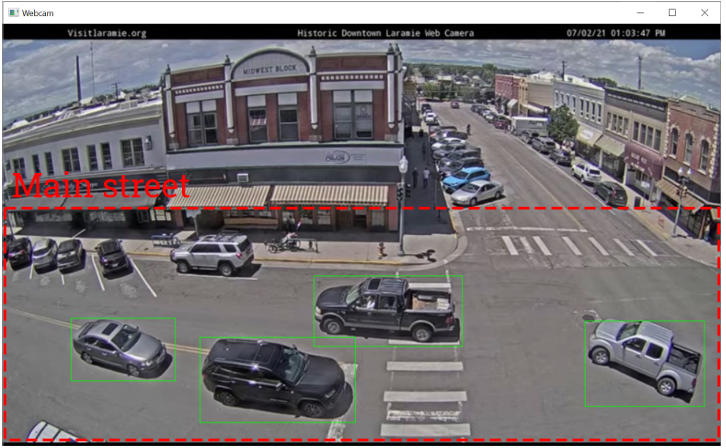 Webcam
Visitlaramie.org
Historic Downtown Laramie Web Camera
07/02/21 01:03:47 PM
MIDWEST BLOCK
Main street